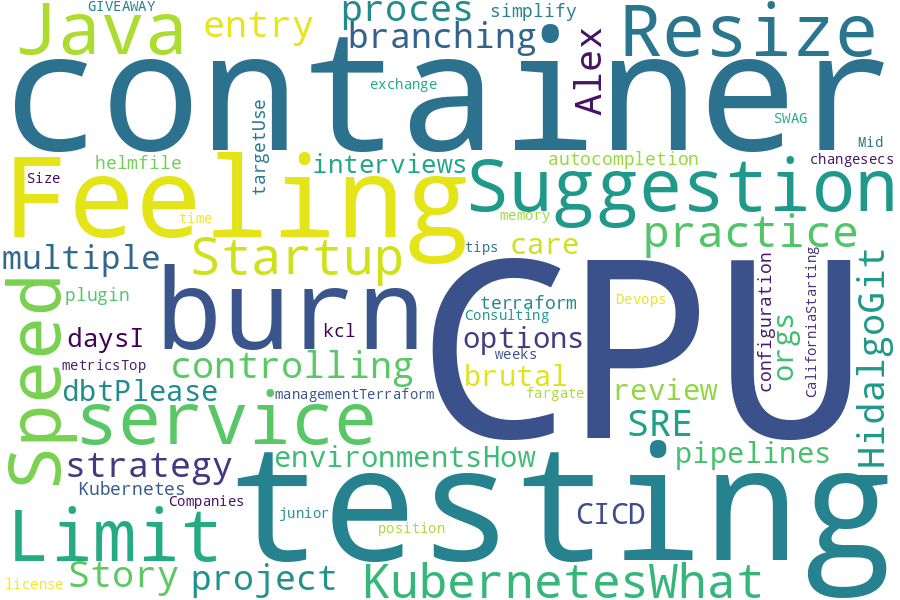 GIVEAWAY
Java
entry
proces
simplify
branching
Alex
Resize
container
exchange
SWAG
Mid
targetUse
Feeling
Size
helmfile
interviews
autocompletion
changesecs
Suggestion
time
memory
practice
multiple
Startup
tips
care
Speed
plugin
burn
CPU
terraform
Consulting
Devops
configuration
CaliforniaStarting
orgs
HidalgoGit
daysI
kcl
options
weeks
metricsTop
controlling
brutal
dbtPlease
managementTerraform
fargate
review
service
SRE
strategy
environmentsHow
pipelines
Kubernetes
Companies
testing
Limit
junior
position
CICD
license
Story
project
KubernetesWhat